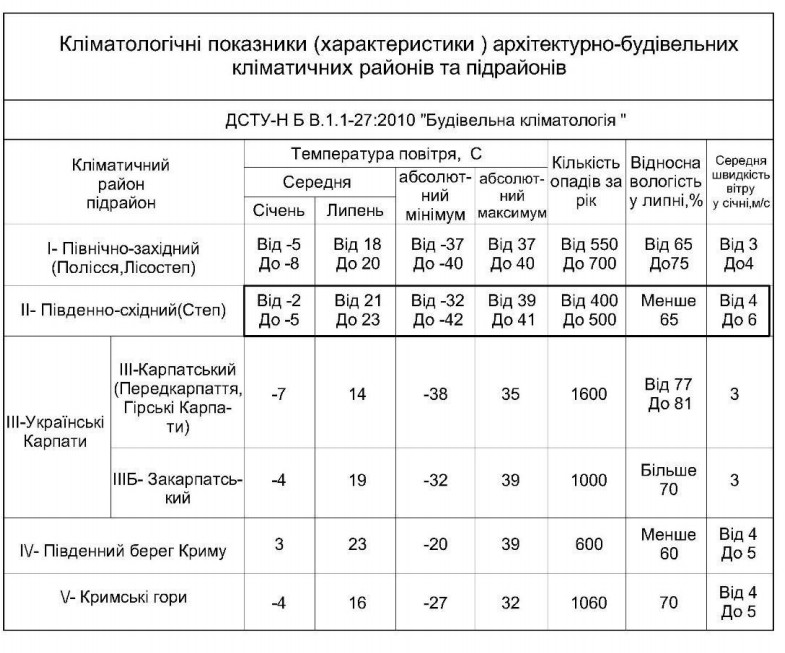 Кліматологічні показники (характеристики ) архітектурно-будівельних
кліматичних районів та підрайонів
ДСТУ-Н Б В.1.1-27:2010 "Будівельна кліматологія "
Кліматичний
район
підрайон
Температура повітря, С
Середня
Січень
Липень
абсолют-
ний
мінімум
абсолют-
ний
максимум
Кількість
опадів за
рік
Відносна
вологість
у липні,%
Середня
швидкість
вітру
у січні,м/с
I- Північно-західний
(Полісся,Лісостеп)
Від -5
До -8
Від 18
До 20
Від -37
До -40
Від 37
До 40
Від 550
До 700
Від 65
До75
Від 3
До4
II- Південно-східний(Степ)
Від -2
До -5
Від 21
До 23
Від -32
До -42
Від 39
До 41
Від 400
До 500
Менше
65
Від 4
До 6
III-Українські
Карпати
III-Карпатський
(Передкарпаття,
Гірські Карпа-
ти)
-7
14
-38
35
1600
Від 77
До 81
3
IIIБ- Закарпатсь-
кий
-4
19
-32
39
1000
Більше
70
3
IV- Південний берег Криму
3
23
-20
39
600
Менше
60
Від 4
До 5
V- Кримські гори
-4
16
-27
32
1060
70
Від 4
До 5